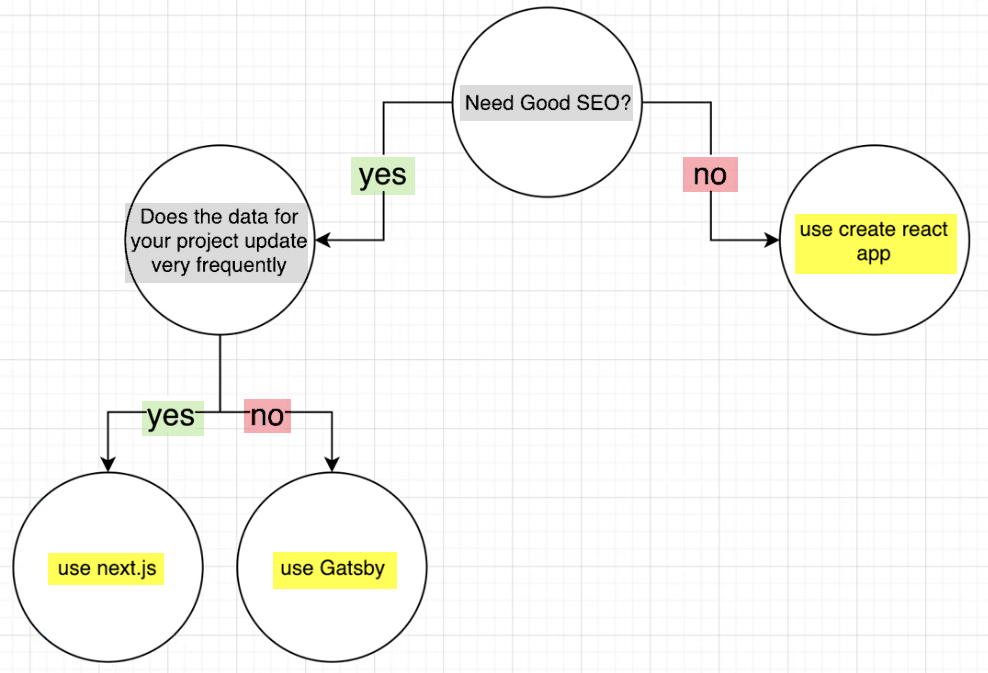 Need Good SEO?
yes
no
Does the data for
your project update
very frequently
use create react
app
yes
no
use next.js
use Gatsby